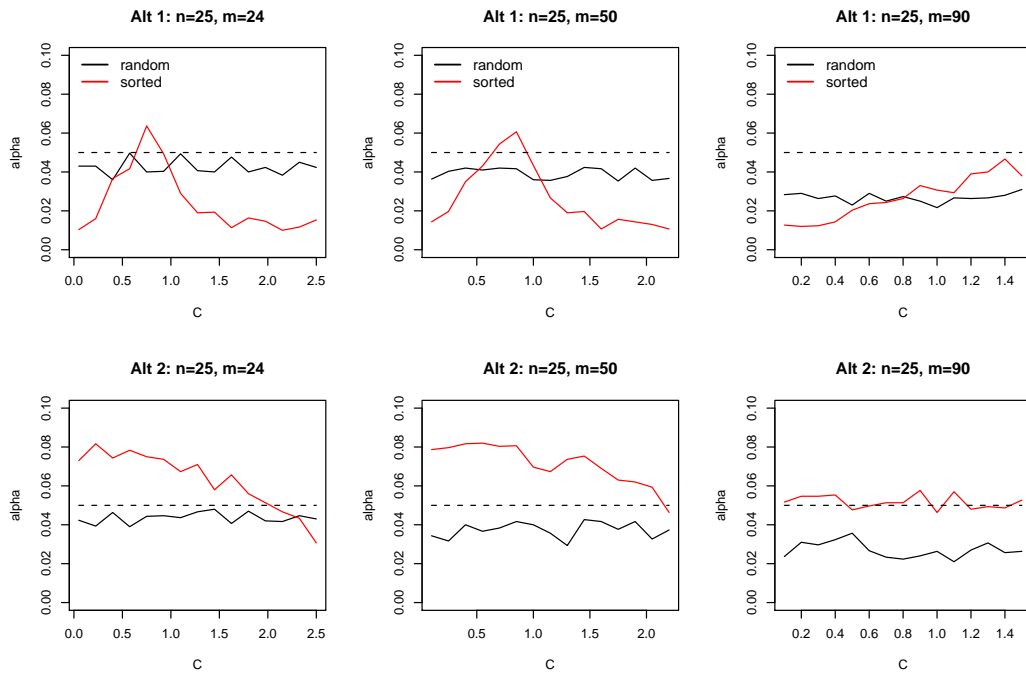 Alt 1: n=25, m=24
0.10
0.08
0.06
0.04
0.02
0.00
alpha
random
sorted
0.0 0.5 1.0 1.5 2.0 2.5
C
Alt 1: n=25, m=50
0.10
0.08
0.06
0.04
0.02
0.00
alpha
random
sorted
0.5 1.0 1.5 2.0
C
Alt 1: n=25, m=90
0.10
0.08
0.06
0.04
0.02
0.00
alpha
random
sorted
0.2 0.4 0.6 0.8 1.0 1.2 1.4
C
Alt 2: n=25, m=24
0.10
0.08
0.06
0.04
0.02
0.00
alpha
0.0 0.5 1.0 1.5 2.0 2.5
C
Alt 2: n=25, m=50
0.10
0.08
0.06
0.04
0.02
0.00
alpha
0.5 1.0 1.5 2.0
C
Alt 2: n=25, m=90
0.10
0.08
0.06
0.04
0.02
0.00
alpha
0.2 0.4 0.6 0.8 1.0 1.2 1.4
C